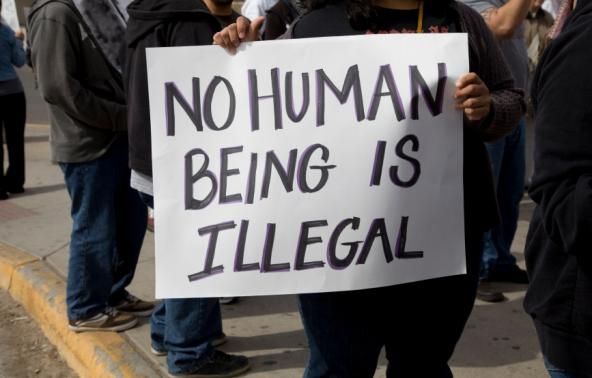 NO HUMAN
BEING IS
ILLEGAL